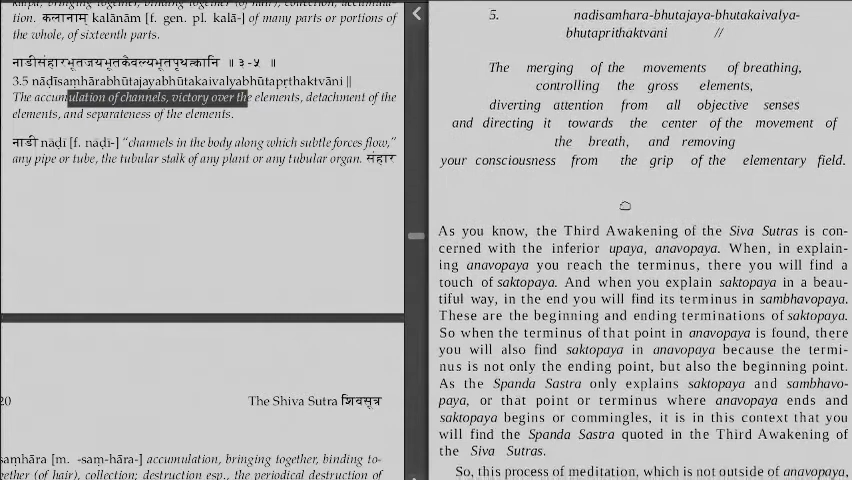 tion. कलानाम् kalānām [f. gen. pl. kalā-] of many parts or portions of
the whole, of sixteenth parts.
नाडीसंहारभूतजयभूतकैवल्यभूतपृथक्त्वानि ॥ ३-५ ॥
3.5 nāḍīsaṃhārabhūtajayabhūtakaivalyabhūtapṛthaktvāni ||
The accumulation of channels, victory over the elements, detachment of the
elements, and separateness of the elements.
नाडी nāḍī [f. nāḍī-] “channels in the body along which subtle forces flow,”
any pipe or tube, the tubular stalk of any plant or any tubular organ. संहार
20 The Shiva Sutra शिवसूत्र
saṃhāra [m. -saṃ-hāra-] accumulation, bringing together, binding to-
gether (of hair), collection; destruction esp., the periodical destruction of
5. nadisamhara-bhutajaya-bhutakaivalya-
bhutaprithaktvani //
The merging of the movements of breathing,
controlling the gross elements,
diverting attention from all objective senses
and directing it towards the center of the movement of
the breath, and removing
your consciousness from the grip of the elementary field.
As you know, the Third Awakening of the Siva Sutras is con-
cerned with the inferior upaya, anavopaya. When, in explain-
ing anavopaya you reach the terminus, there you will find a
touch of saktopaya. And when you explain saktopaya in a beau-
tiful way, in the end you will find its terminus in sambhavopaya.
These are the beginning and ending terminations of saktopaya.
So when the terminus of that point in anavopaya is found, there
you will also find saktopaya in anavopaya because the termi-
nus is not only the ending point, but also the beginning point.
As the Spanda Sastra only explains saktopaya and sambhavo-
paya, or that point or terminus where anavopaya ends and
saktopaya begins or commingles, it is in this context that you
will find the Spanda Sastra quoted in the Third Awakening of
the Siva Sutras.
So, this process of meditation, which is not outside of anavopaya,